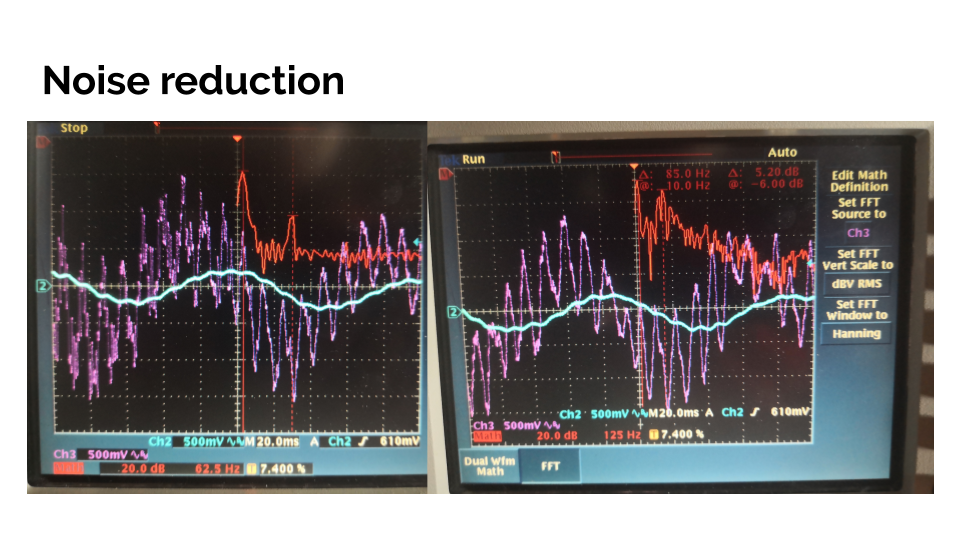 Noise reduction
Stop
2
Ch2 500mV M 20.0ms A Ch2 610mV
Ch3 500mV
Math 20.0 dB 62.5 Hz 7.400 %
Run
Auto
Δ: 85.0 Hz Δ: 5.20 dB
@: 10.0 Hz @: -6.00 dB
2
Ch2 500mV M20.0ms A Ch2 610mV
Ch3 500mV
Math 20.0 dB 125 Hz 7.400 %
Dual Wfm
Math
FFT
Edit Math
Definition
Set FFT
Source to
Ch3
Set FFT
Vert Scale to
dBV RMS
Set FFT
Window to
Hanning